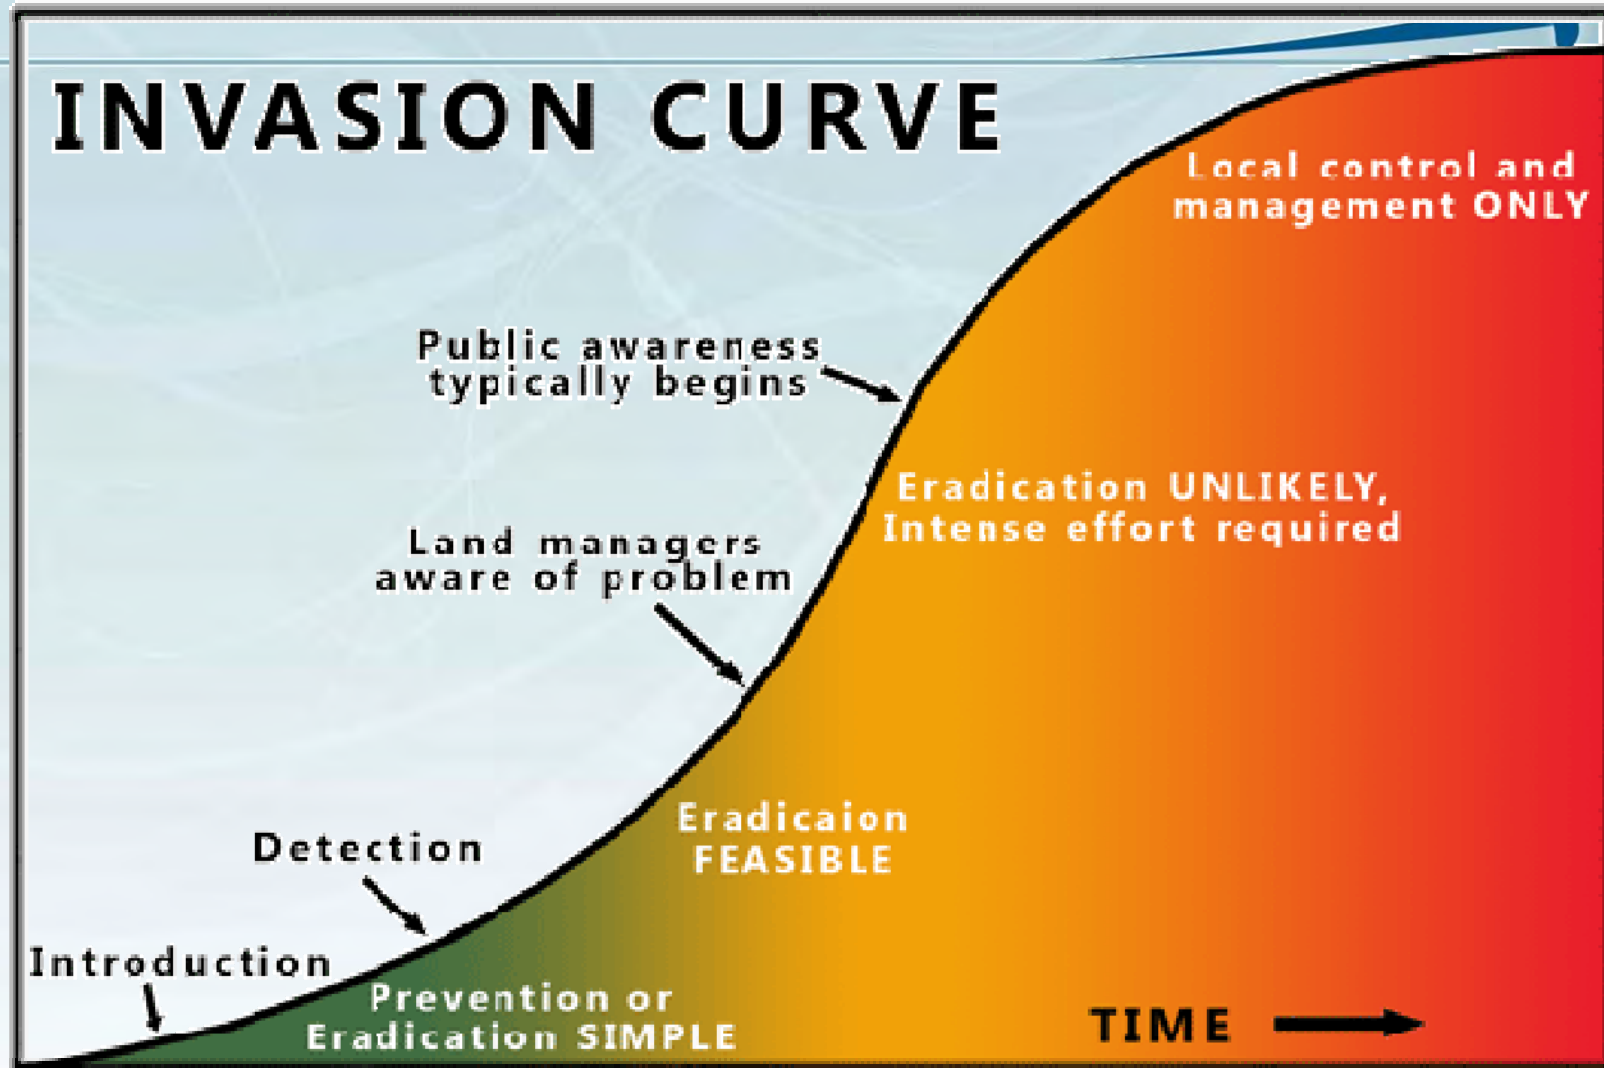 INVASION CURVE
Local control and
management ONLY
Public awareness
typically begins
Eradication UNLIKELY,
Intense effort required
Land managers
aware of problem
Eradicaion
FEASIBLE
Detection
Introduction
Prevention or
Eradication SIMPLE
TIME